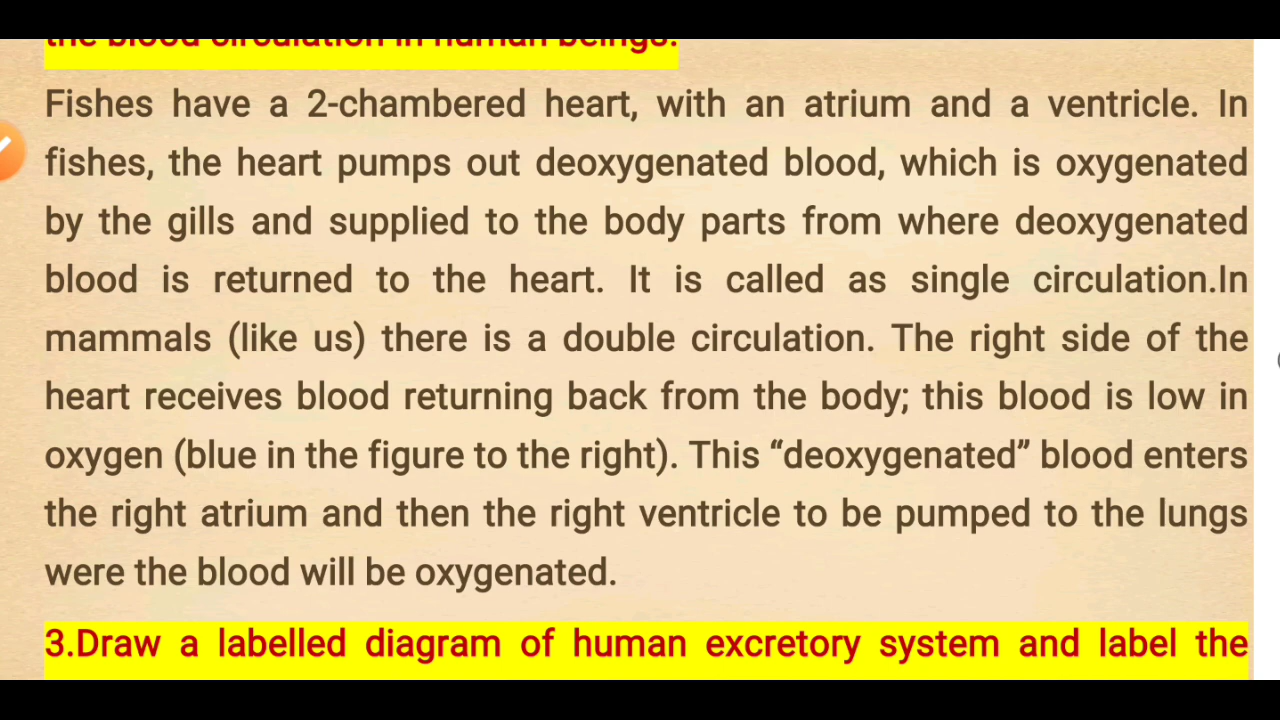 the blood circulation in human beings.
Fishes have a 2-chambered heart, with an atrium and a ventricle. In
fishes, the heart pumps out deoxygenated blood, which is oxygenated
by the gills and supplied to the body parts from where deoxygenated
blood is returned to the heart. It is called as single circulation.In
mammals (like us) there is a double circulation. The right side of the
heart receives blood returning back from the body; this blood is low in
oxygen (blue in the figure to the right). This “deoxygenated” blood enters
the right atrium and then the right ventricle to be pumped to the lungs
were the blood will be oxygenated.
3.Draw a labelled diagram of human excretory system and label the